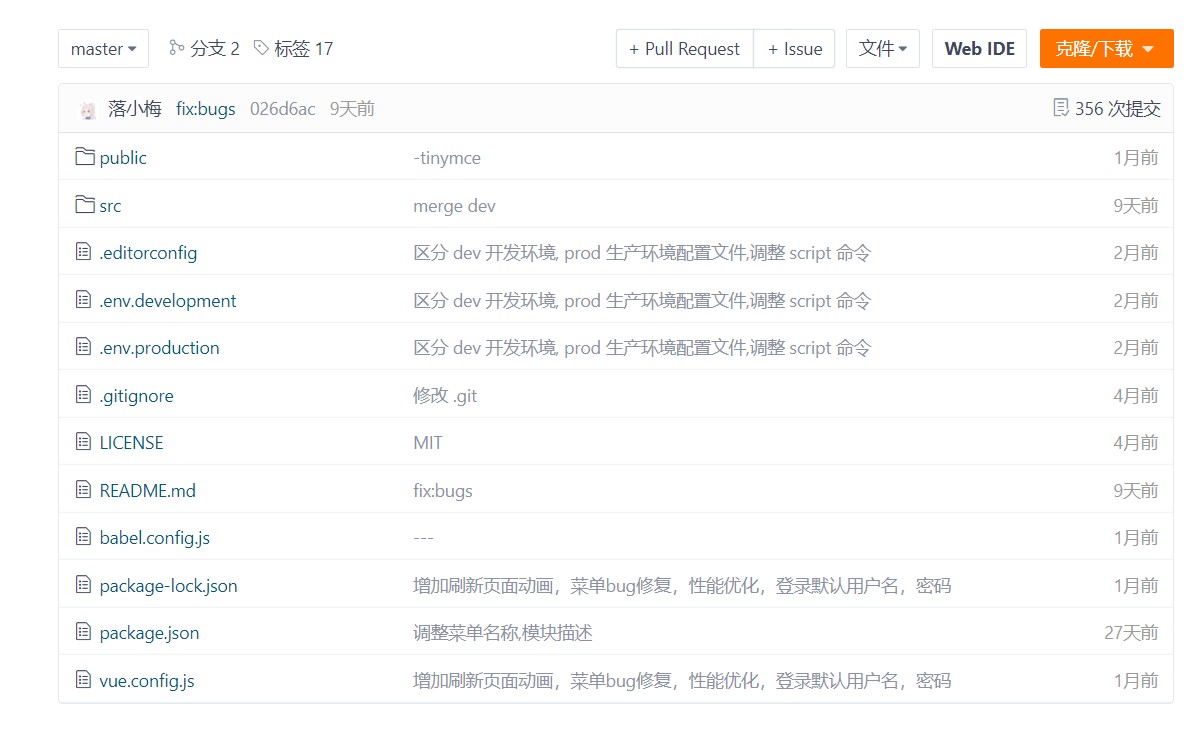 master 分支 2 标签 17 + Pull Request + Issue 文件 Web IDE 克隆/下载
落小梅 fix:bugs 026d6ac 9天前 356 次提交
public -tinymce 1月前
src merge dev 9天前
.editorconfig 区分 dev 开发环境, prod 生产环境配置文件,调整 script 命令 2月前
.env.development 区分 dev 开发环境, prod 生产环境配置文件,调整 script 命令 2月前
.env.production 区分 dev 开发环境, prod 生产环境配置文件,调整 script 命令 2月前
.gitignore 修改 .git 4月前
LICENSE MIT 4月前
README.md fix:bugs 9天前
babel.config.js --- 1月前
package-lock.json 增加刷新页面动画，菜单bug修复，性能优化，登录默认用户名，密码 1月前
package.json 调整菜单名称,模块描述 27天前
vue.config.js 增加刷新页面动画，菜单bug修复，性能优化，登录默认用户名，密码 1月前